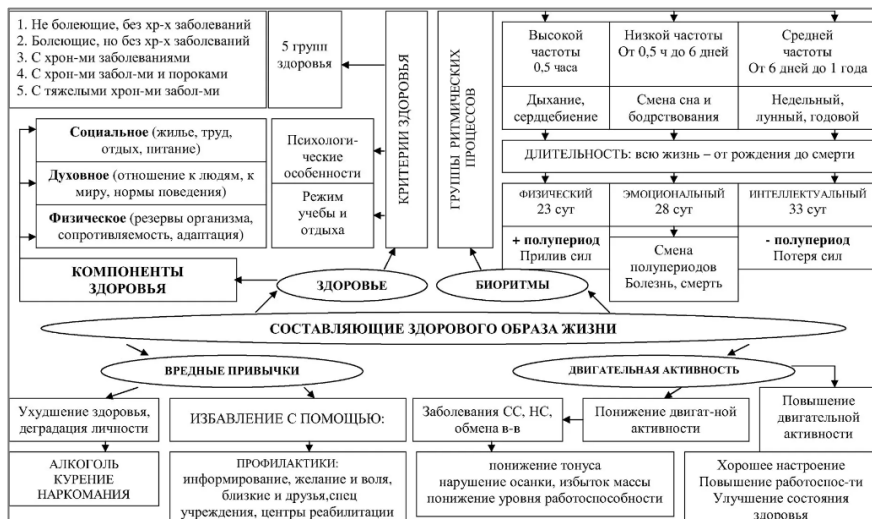 1. Не болеющие, без хр-х заболеваний
2. Болеющие, но без хр-х заболеваний
3. С хрон-ми заболеваниями
4. С хрон-ми забол-ми и пороками
5. С тяжелыми хрон-ми забол-ми
5 групп
здоровья
Социальное (жилье, труд,
отдых, питание)
Духовное (отношение к людям, к
миру, нормы поведения)
Физическое (резервы организма,
сопротивляемость, адаптация)
КОМПОНЕНТЫ
ЗДОРОВЬЯ
Психологи-
ческие
особенности
Режим
учебы и
отдыха
КРИТЕРИИ ЗДОРОВЬЯ
ГРУППЫ РИТМИЧЕСКИХ
ПРОЦЕССОВ
Высокой
частоты
0,5 часа
Низкой частоты
От 0,5 ч до 6 дней
Средней
частоты
От 6 дней до 1 года
Дыхание,
сердцебиение
Смена сна и
бодрствования
Недельный,
лунный, годовой
ДЛИТЕЛЬНОСТЬ: всю жизнь – от рождения до смерти
ФИЗИЧЕСКИЙ
23 сут
ЭМОЦИОНАЛЬНЫЙ
28 сут
ИНТЕЛЛЕКТУАЛЬНЫЙ
33 сут
+ полупериод
Прилив сил
Смена
полупериодов
Болезнь, смерть
- полупериод
Потеря сил
ЗДОРОВЬЕ
БИОРИТМЫ
СОСТАВЛЯЮЩИЕ ЗДОРОВОГО ОБРАЗА ЖИЗНИ
ВРЕДНЫЕ ПРИВЫЧКИ
ДВИГАТЕЛЬНАЯ АКТИВНОСТЬ
Ухудшение здоровья,
деградация личности
ИЗБАВЛЕНИЕ С ПОМОЩЬЮ:
Заболевания СС, НС,
обмена в-в
Понижение двигат-ной
активности
Повышение
двигательной
активности
АЛКОГОЛЬ
КУРЕНИЕ
НАРКОМАНИЯ
ПРОФИЛАКТИКИ:
информирование, желание и воля,
близкие и друзья,спец
учреждения, центры реабилитации
понижение тонуса
нарушение осанки, избыток массы
понижение уровня работоспособности
Хорошее настроение
Повышение работоспос-ти
Улучшение состояния
здоровья